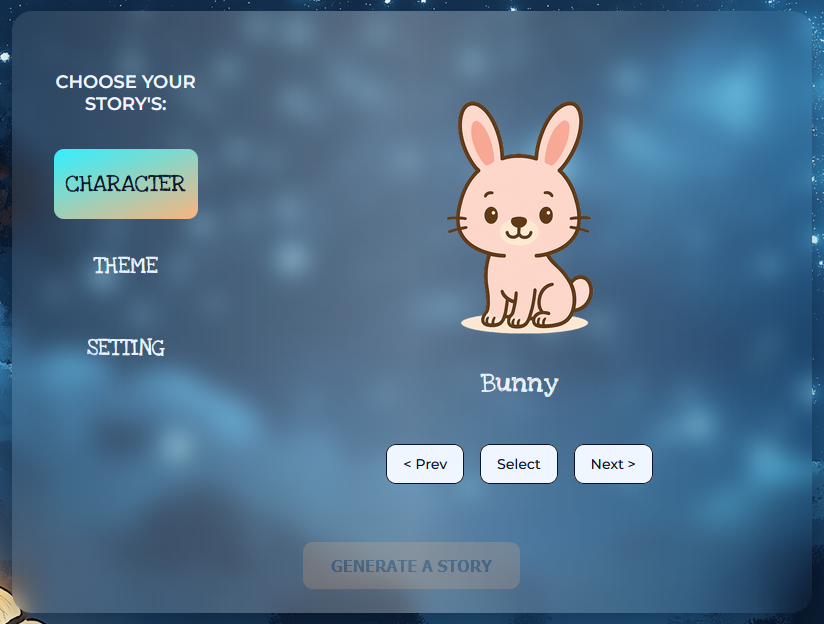 CHOOSE YOUR
STORY'S:
CHARACTER
THEME
SETTING
Bunny
< Prev
Select
Next >
GENERATE A STORY